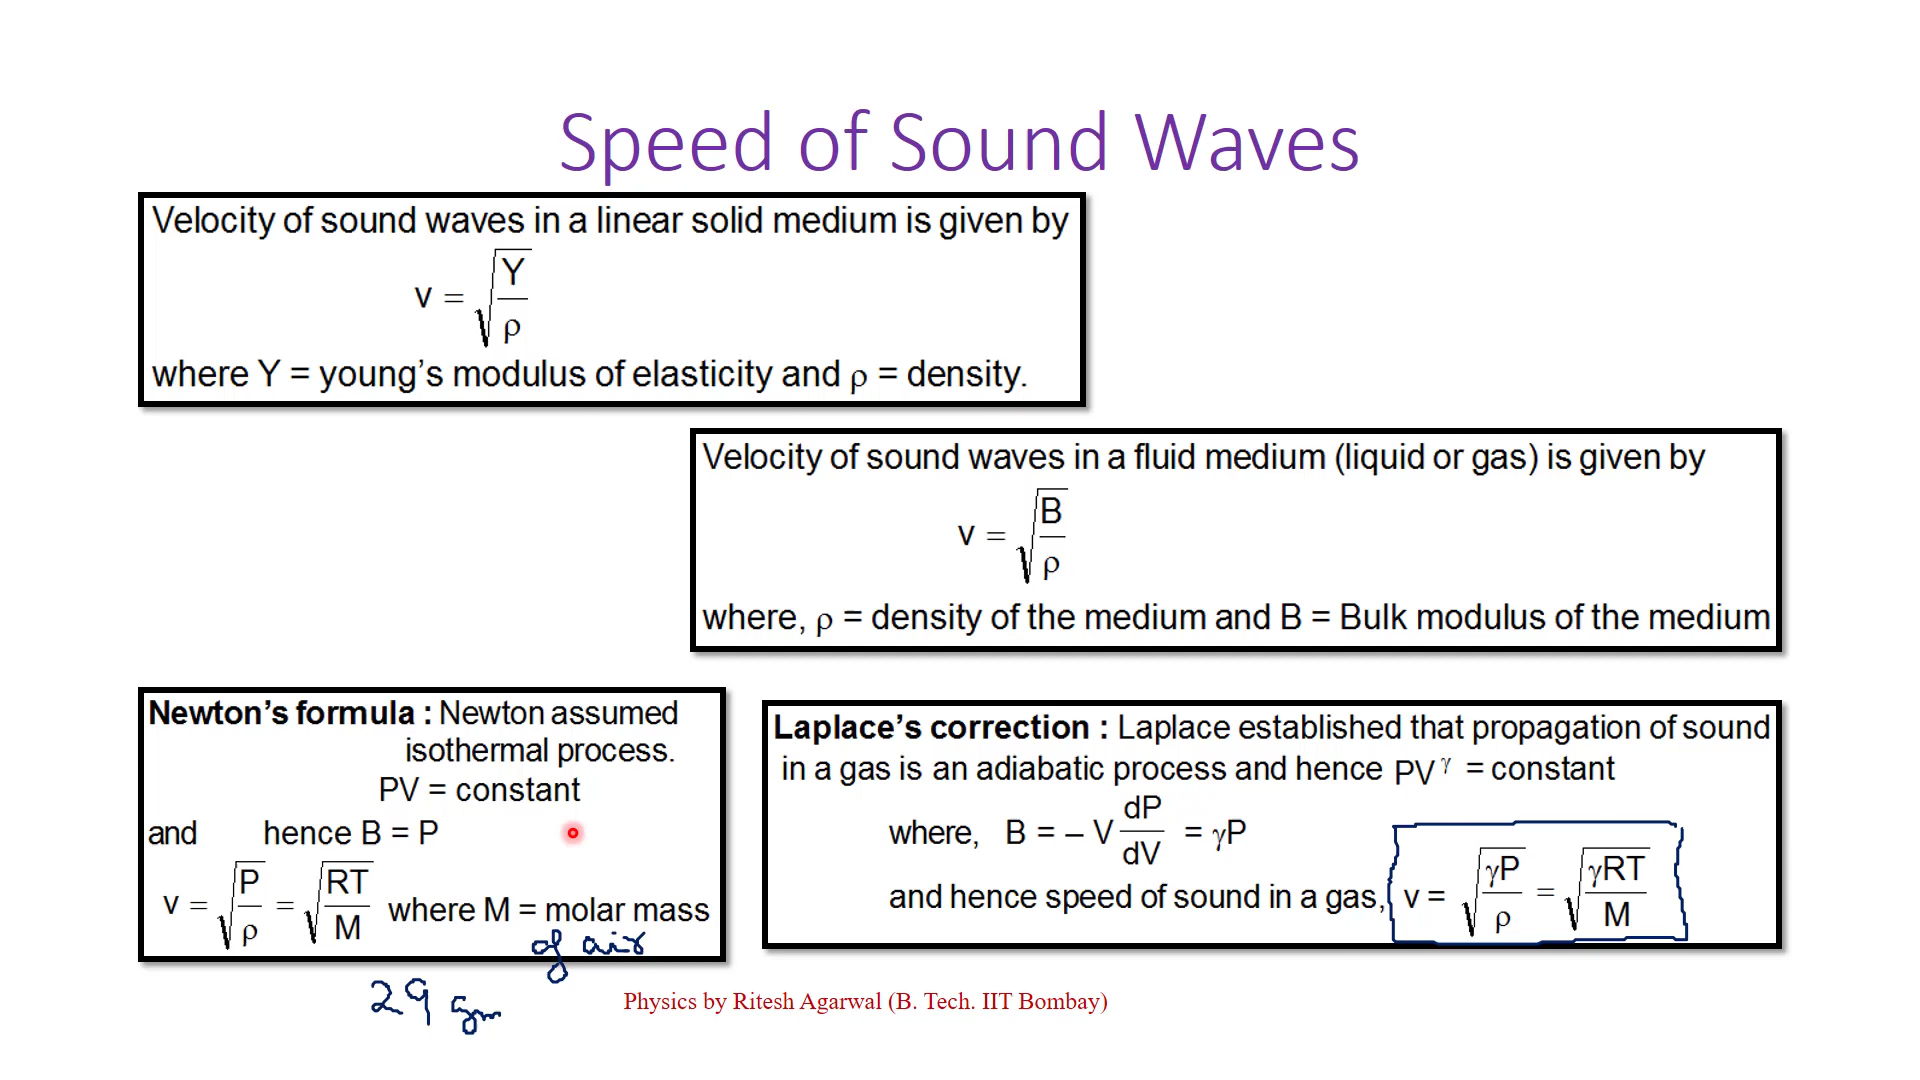 Speed of Sound Waves
Velocity of sound waves in a linear solid medium is given by
v = √(Y/ρ)
where Y = young's modulus of elasticity and ρ = density.
Velocity of sound waves in a fluid medium (liquid or gas) is given by
v = √(B/ρ)
where, ρ = density of the medium and B = Bulk modulus of the medium
Newton's formula : Newton assumed
isothermal process.
PV = constant
and hence B = P
v = √(P/ρ) = √(RT/M) where M = molar mass
of air
29 gm
Laplace's correction : Laplace established that propagation of sound
in a gas is an adiabatic process and hence PV^γ = constant
where, B = – V dP/dV = γP
and hence speed of sound in a gas, v = √(γP/ρ) = √(γRT/M)
Physics by Ritesh Agarwal (B. Tech. IIT Bombay)